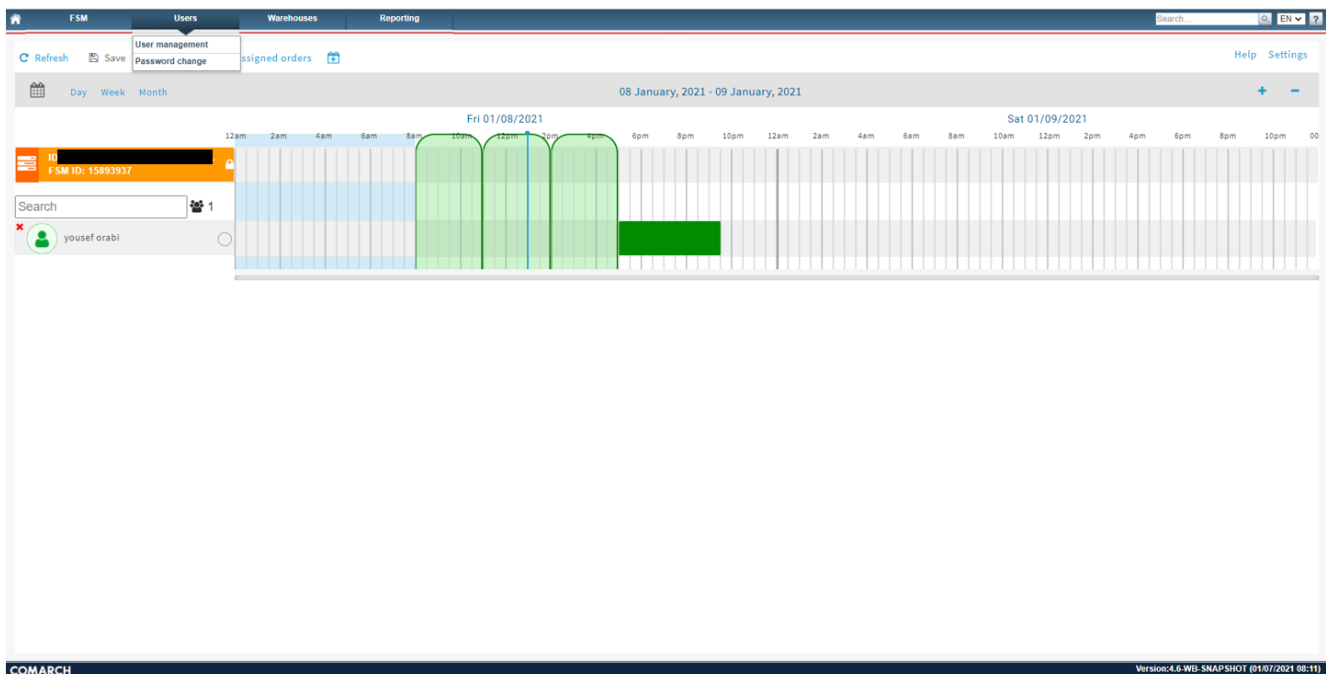 FSM Users Warehouses Reporting Search... EN ?
User management
Password change
Refresh Save ssigned orders Help Settings
Day Week Month 08 January, 2021 - 09 January, 2021 + −
Fri 01/08/2021 Sat 01/09/2021
12am 2am 4am 6am 8am 10am 12pm 2pm 4pm 6pm 8pm 10pm 12am 2am 4am 6am 8am 10am 12pm 2pm 4pm 6pm 8pm 10pm 00
ID
FSM ID: 15893937
Search 1
yousef orabi
COMARCH Version:4.6-WB-SNAPSHOT (01/07/2021 08:11)